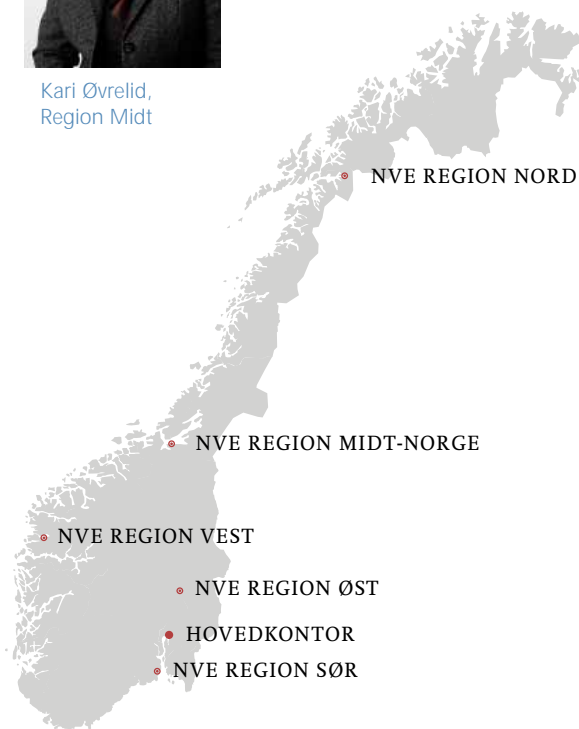 Kari Øvrelid,
Region Midt
NVE REGION NORD
NVE REGION MIDT-NORGE
NVE REGION VEST
NVE REGION ØST
HOVEDKONTOR
NVE REGION SØR